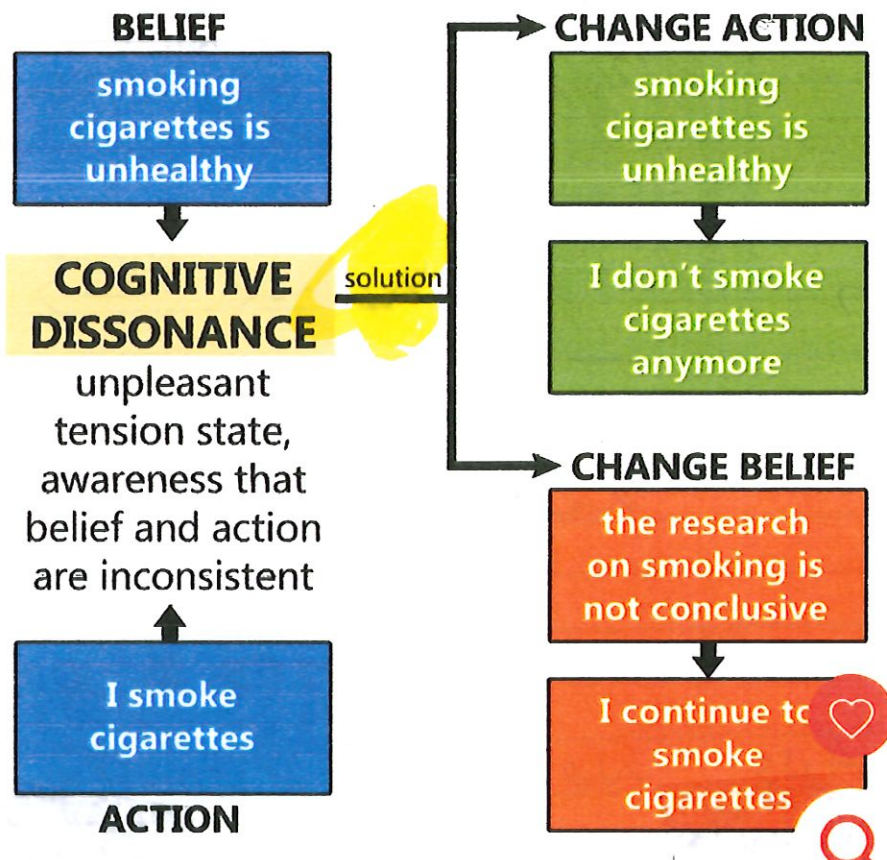 BELIEF
smoking
cigarettes is
unhealthy
COGNITIVE
DISSONANCE
unpleasant
tension state,
awareness that
belief and action
are inconsistent
I smoke
cigarettes
ACTION
solution
CHANGE ACTION
smoking
cigarettes is
unhealthy
I don't smoke
cigarettes
anymore
CHANGE BELIEF
the research
on smoking is
not conclusive
I continue to
smoke
cigarettes